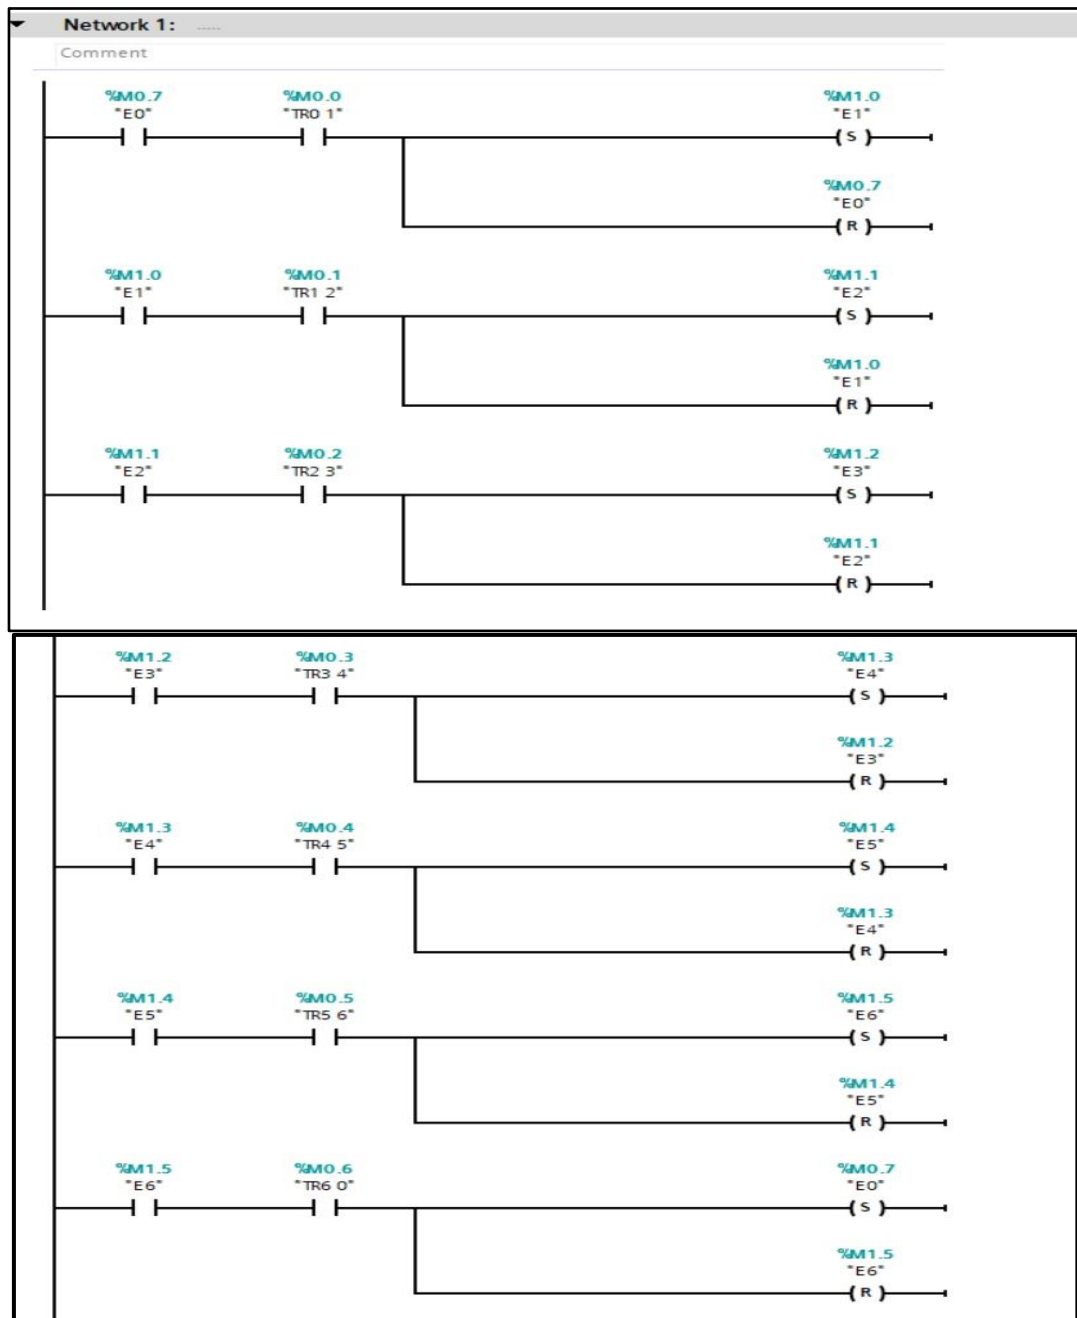 Network 1: .....
Comment
%M0.7 %M0.0 %M1.0
"E0" "TR0 1" "E1"
S
%M0.7
"E0"
R
%M1.0 %M0.1 %M1.1
"E1" "TR1 2" "E2"
S
%M1.0
"E1"
R
%M1.1 %M0.2 %M1.2
"E2" "TR2 3" "E3"
S
%M1.1
"E2"
R
%M1.2 %M0.3 %M1.3
"E3" "TR3 4" "E4"
S
%M1.2
"E3"
R
%M1.3 %M0.4 %M1.4
"E4" "TR4 5" "E5"
S
%M1.3
"E4"
R
%M1.4 %M0.5 %M1.5
"E5" "TR5 6" "E6"
S
%M1.4
"E5"
R
%M1.5 %M0.6 %M0.7
"E6" "TR6 0" "E0"
S
%M1.5
"E6"
R